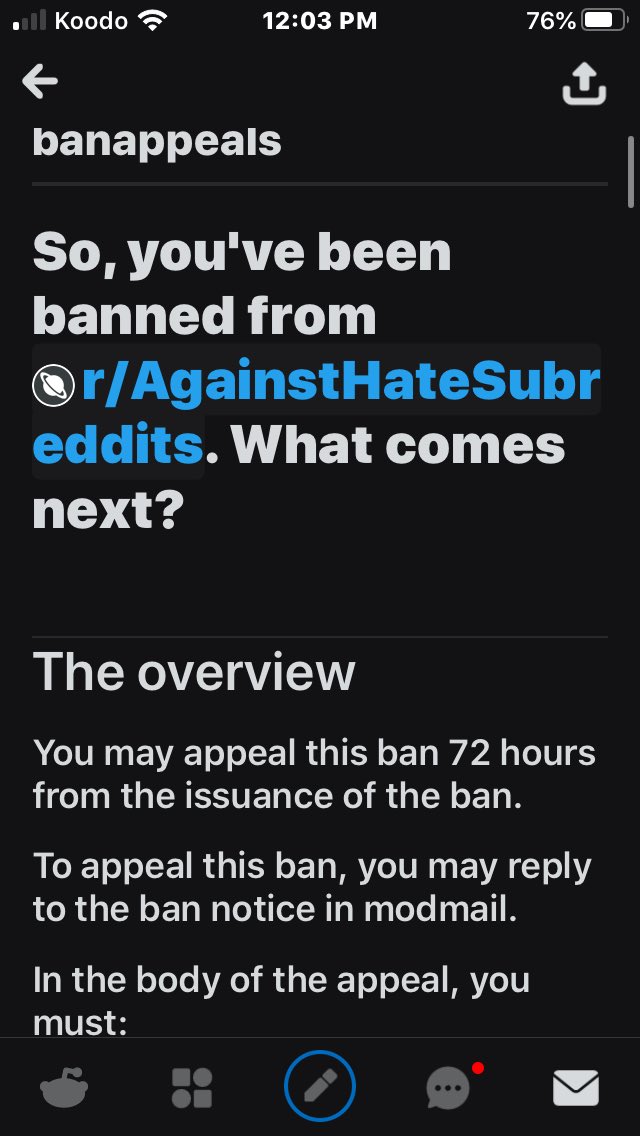 Koodo 12:03 PM 76%
banappeals
So, you've been
banned from
r/AgainstHateSubr
eddits. What comes
next?
The overview
You may appeal this ban 72 hours
from the issuance of the ban.
To appeal this ban, you may reply
to the ban notice in modmail.
In the body of the appeal, you
must: